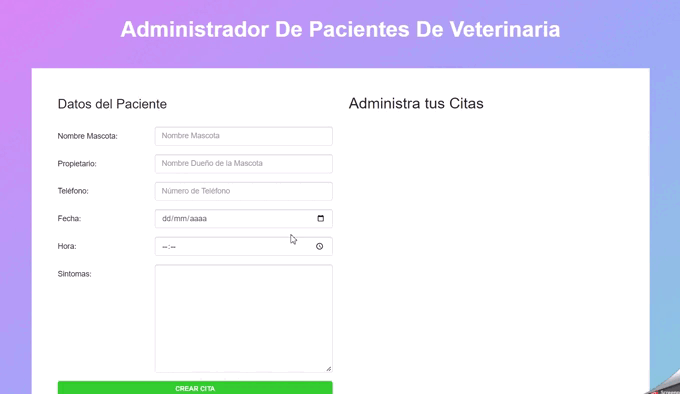 Administrador De Pacientes De Veterinaria
Datos del Paciente
Administra tus Citas
Nombre Mascota:
Nombre Mascota
Propietario:
Nombre Dueño de la Mascota
Teléfono:
Número de Teléfono
Fecha:
dd/mm/aaaa
Hora:
--:--
Sintomas:
CREAR CITA